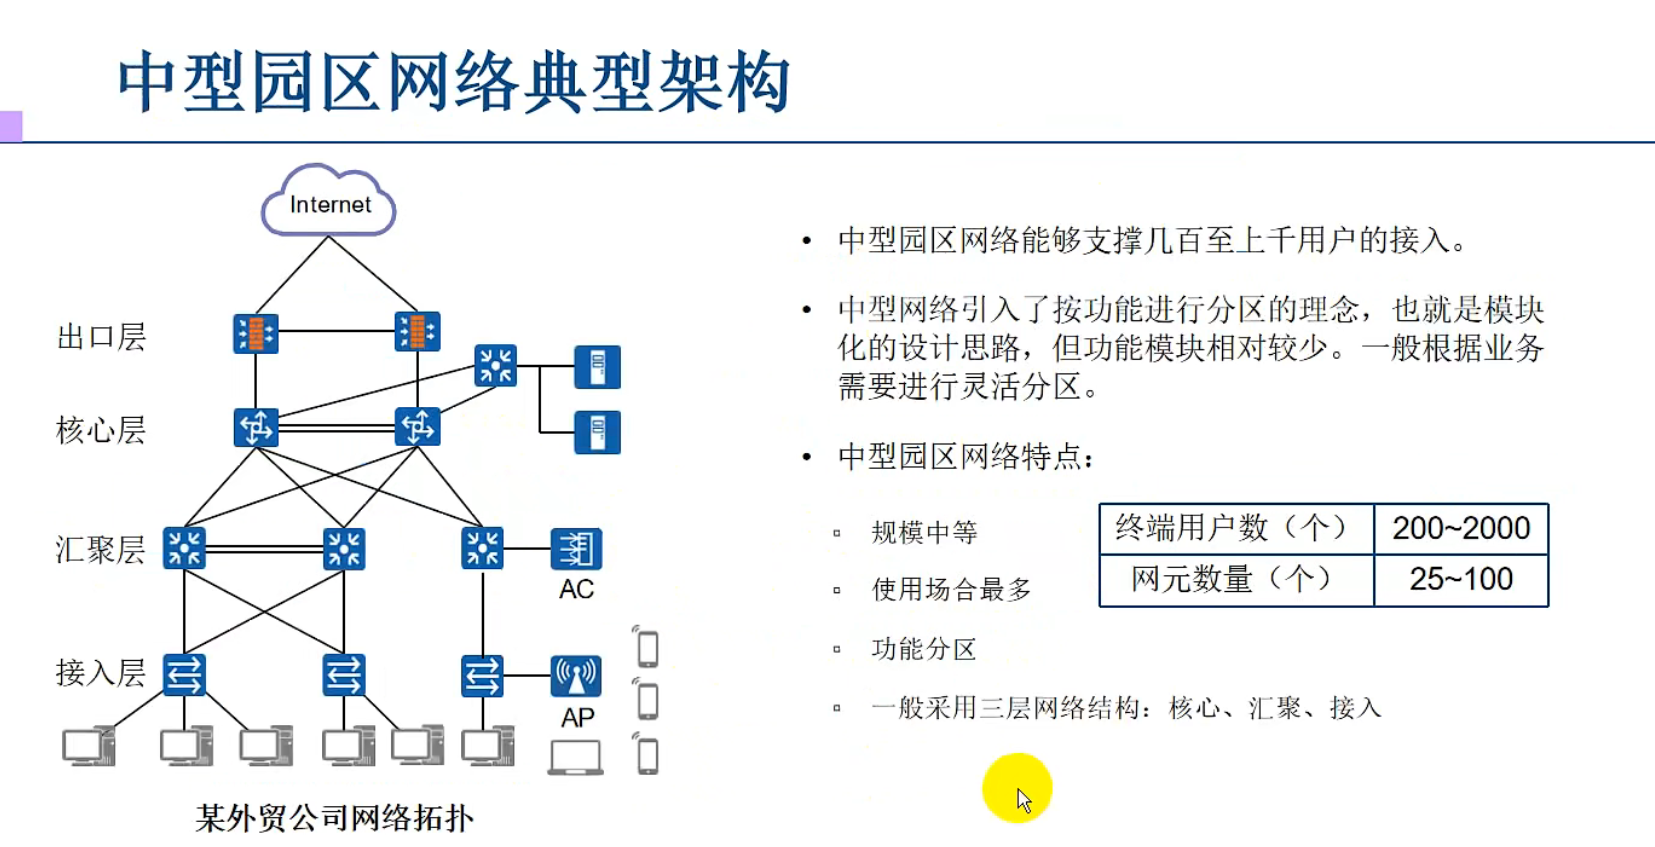 中型园区网络典型架构
Internet
出口层
核心层
汇聚层
AC
接入层
AP
某外贸公司网络拓扑
• 中型园区网络能够支撑几百至上千用户的接入。
• 中型网络引入了按功能进行分区的理念，也就是模块
化的设计思路，但功能模块相对较少。一般根据业务
需要进行灵活分区。
• 中型园区网络特点：
▫ 规模中等
▫ 使用场合最多
▫ 功能分区
▫ 一般采用三层网络结构：核心、汇聚、接入
终端用户数（个） 200~2000
网元数量（个） 25~100